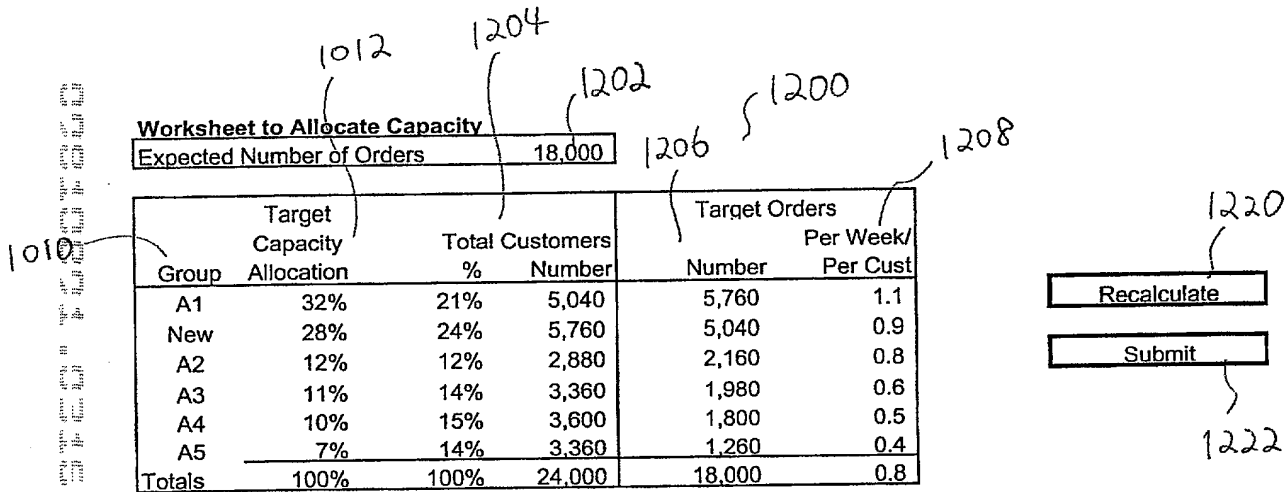 1012 1204
1202 1200
Worksheet to Allocate Capacity
Expected Number of Orders 18,000
1206 1208
Target Target Orders
Capacity Total Customers Per Week/
Group Allocation % Number Number Per Cust
1010
A1 32% 21% 5,040 5,760 1.1
New 28% 24% 5,760 5,040 0.9
A2 12% 12% 2,880 2,160 0.8
A3 11% 14% 3,360 1,980 0.6
A4 10% 15% 3,600 1,800 0.5
A5 7% 14% 3,360 1,260 0.4
Totals 100% 100% 24,000 18,000 0.8
1220
Recalculate
Submit
1222